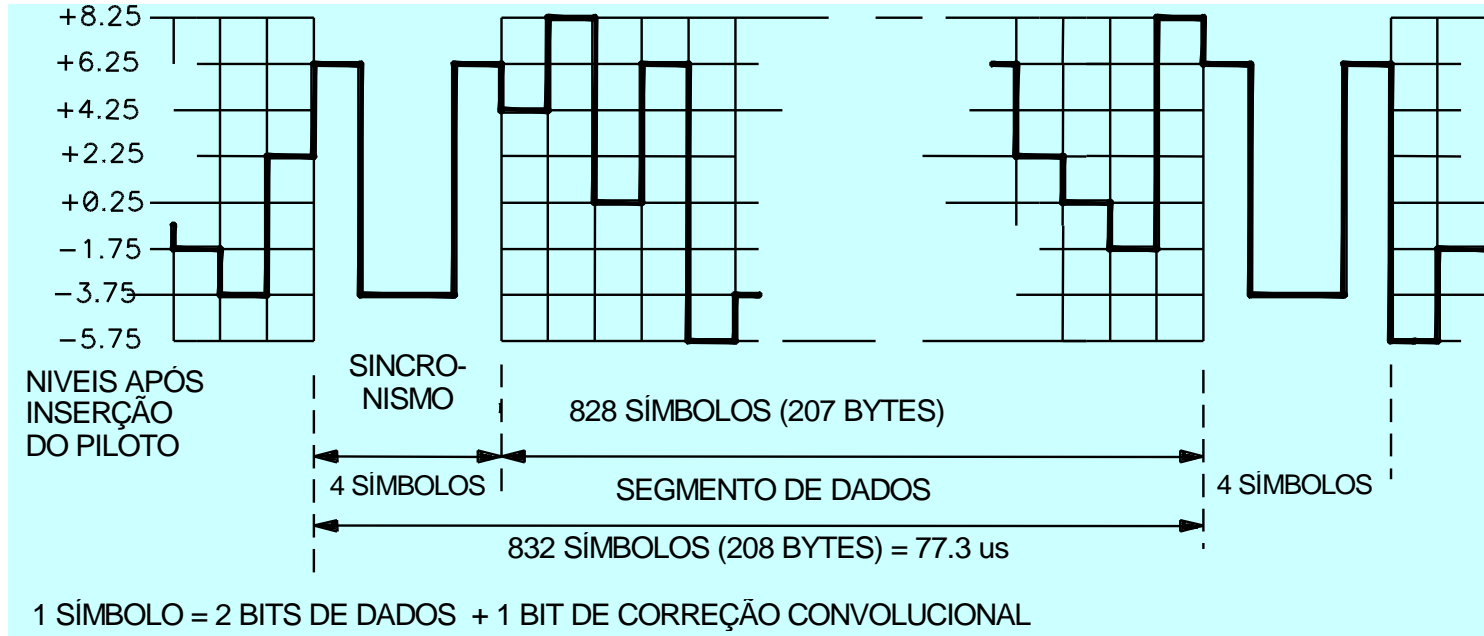 +8.25
+6.25
+4.25
+2.25
+0.25
-1.75
-3.75
-5.75
NIVEIS APÓS
INSERÇÃO
DO PILOTO
SINCRO-
NISMO
828 SÍMBOLOS (207 BYTES)
4 SÍMBOLOS
SEGMENTO DE DADOS
4 SÍMBOLOS
832 SÍMBOLOS (208 BYTES) = 77.3 us
1 SÍMBOLO = 2 BITS DE DADOS + 1 BIT DE CORREÇÃO CONVOLUCIONAL